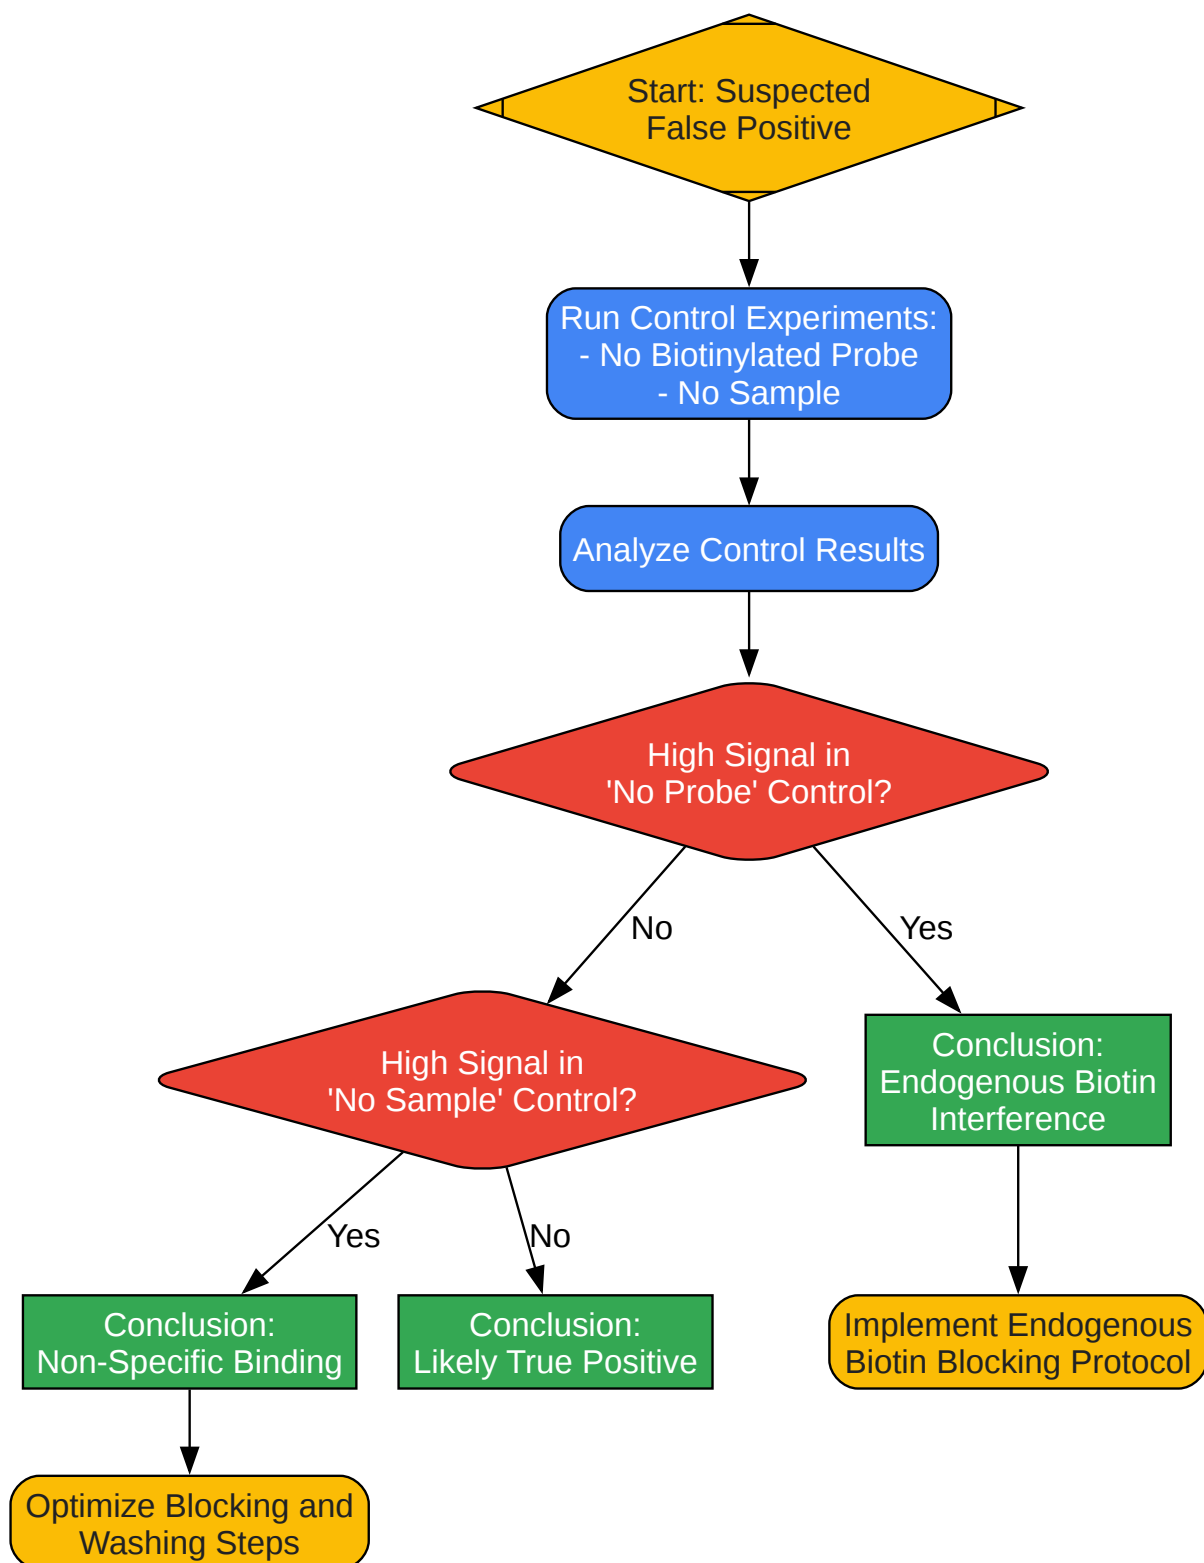 Start: Suspected
False Positive
Run Control Experiments:
- No Biotinylated Probe
- No Sample
Analyze Control Results
High Signal in
'No Probe' Control?
No
Yes
High Signal in
'No Sample' Control?
Conclusion:
Endogenous Biotin
Interference
Yes
No
Conclusion:
Non-Specific Binding
Conclusion:
Likely True Positive
Implement Endogenous
Biotin Blocking Protocol
Optimize Blocking and
Washing Steps